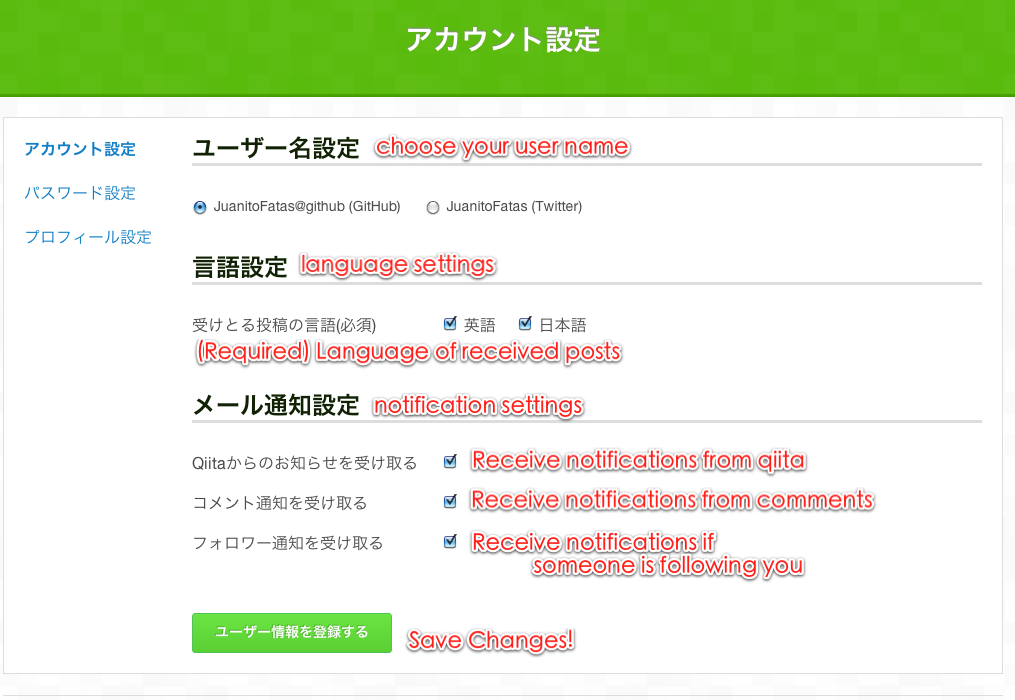 アカウント設定
アカウント設定
パスワード設定
プロフィール設定
ユーザー名設定 choose your user name
JuanitoFatas@github (GitHub) JuanitoFatas (Twitter)
言語設定 language settings
受けとる投稿の言語(必須) 英語 日本語
(Required) Language of received posts
メール通知設定 notification settings
Qiitaからのお知らせを受け取る Receive notifications from qiita
コメント通知を受け取る Receive notifications from comments
フォロワー通知を受け取る Receive notifications if
someone is following you
ユーザー情報を登録する Save Changes!